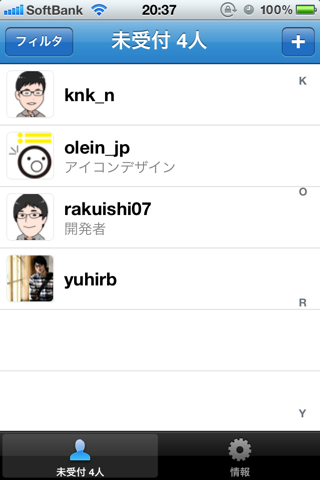 SoftBank 20:37 100%
フィルタ 未受付 4人 +
K
knk_n
olein_jp
アイコンデザイン
O
rakuishi07
開発者
yuhirb
R
Y
未受付 4人 情報